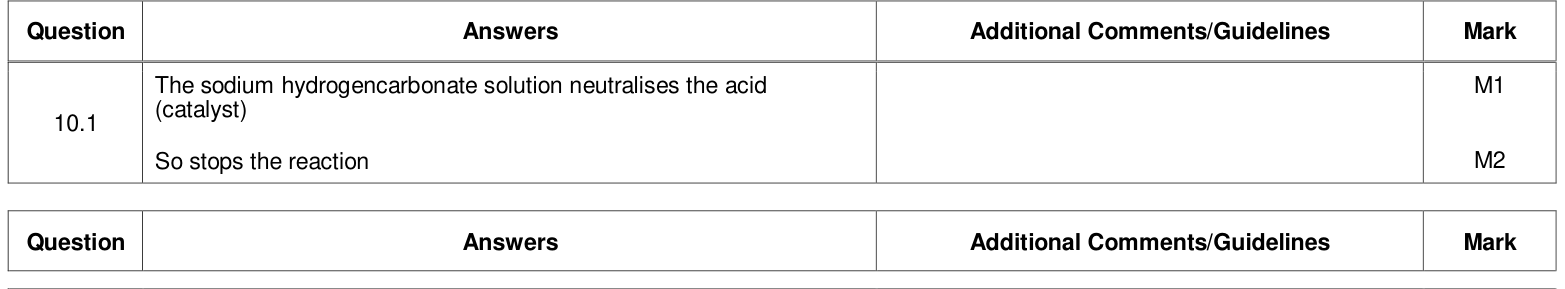 Question Answers Additional Comments/Guidelines Mark
10.1
The sodium hydrogencarbonate solution neutralises the acid
(catalyst)
M1
So stops the reaction
M2
Question Answers Additional Comments/Guidelines Mark